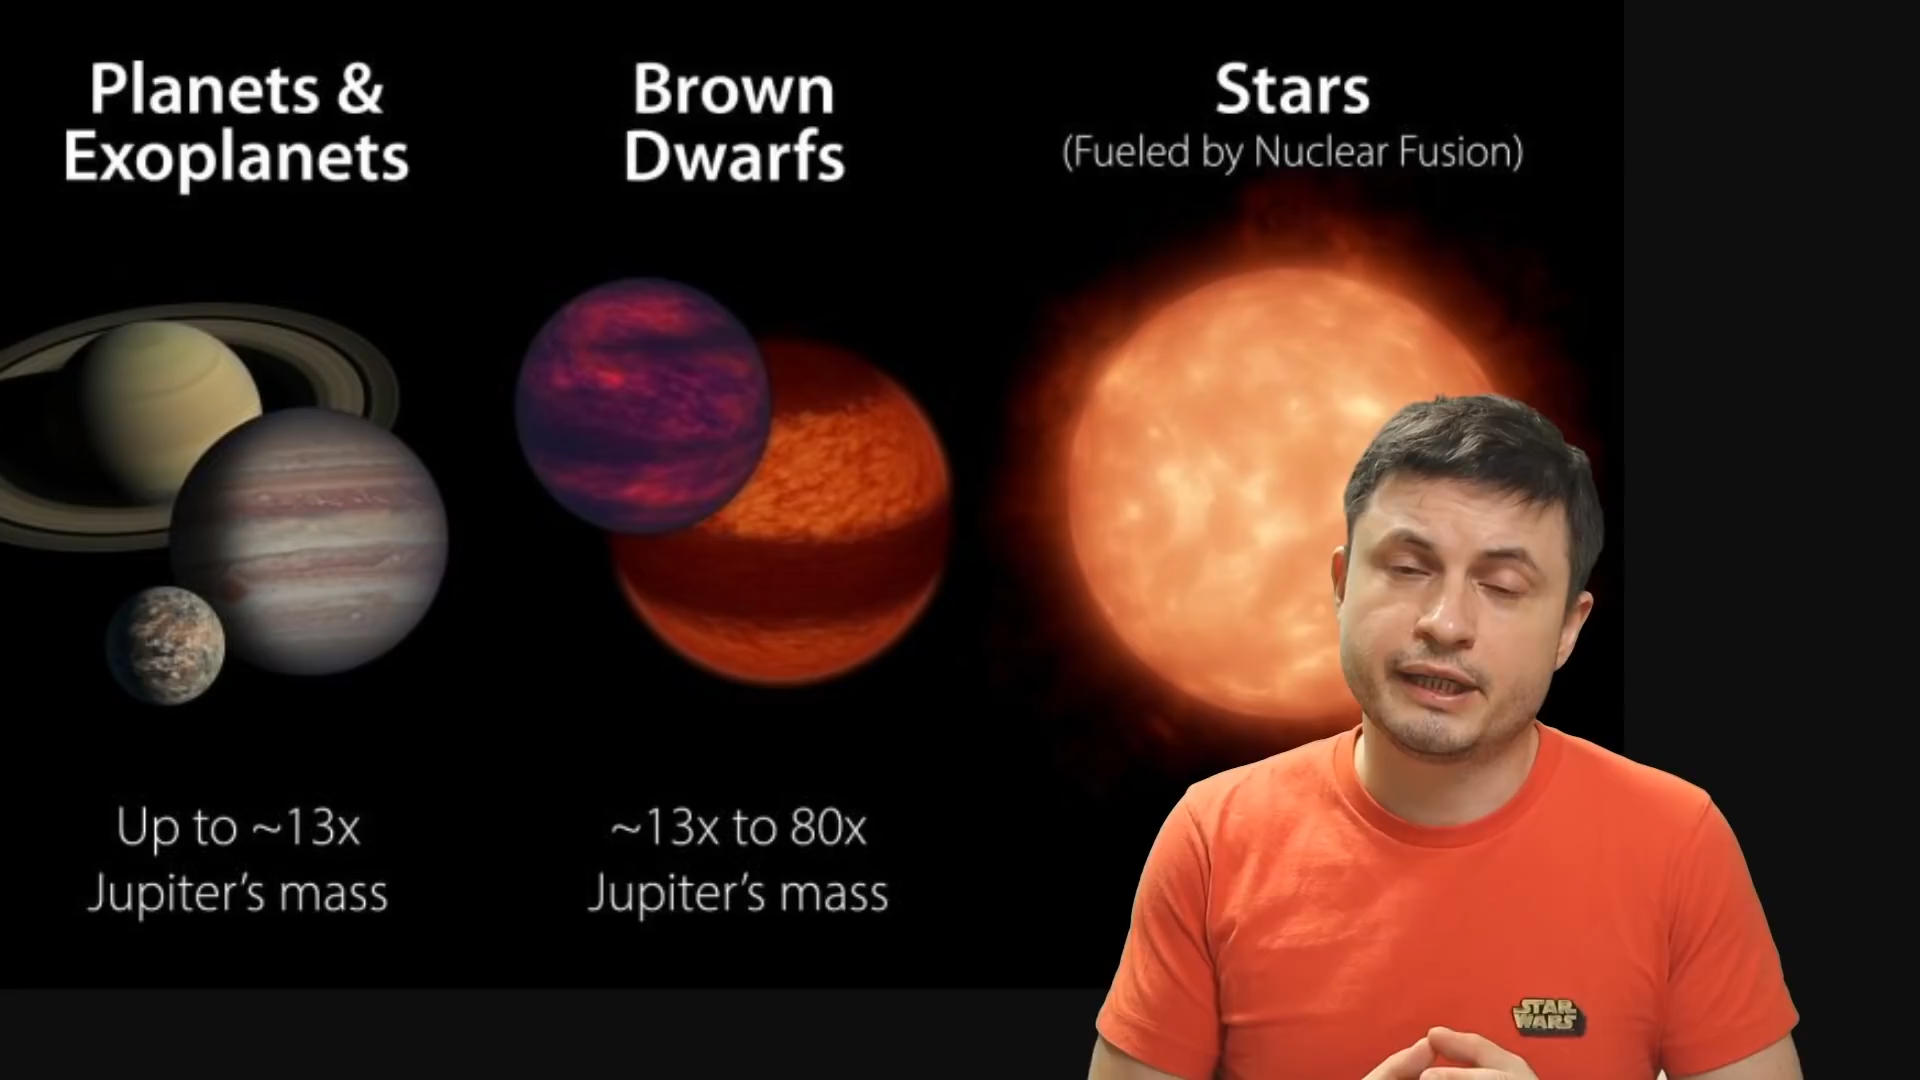 Planets &
Exoplanets
Up to ~13x
Jupiter's mass
Brown
Dwarfs
~13x to 80x
Jupiter's mass
Stars
(Fueled by Nuclear Fusion)
STAR
WARS